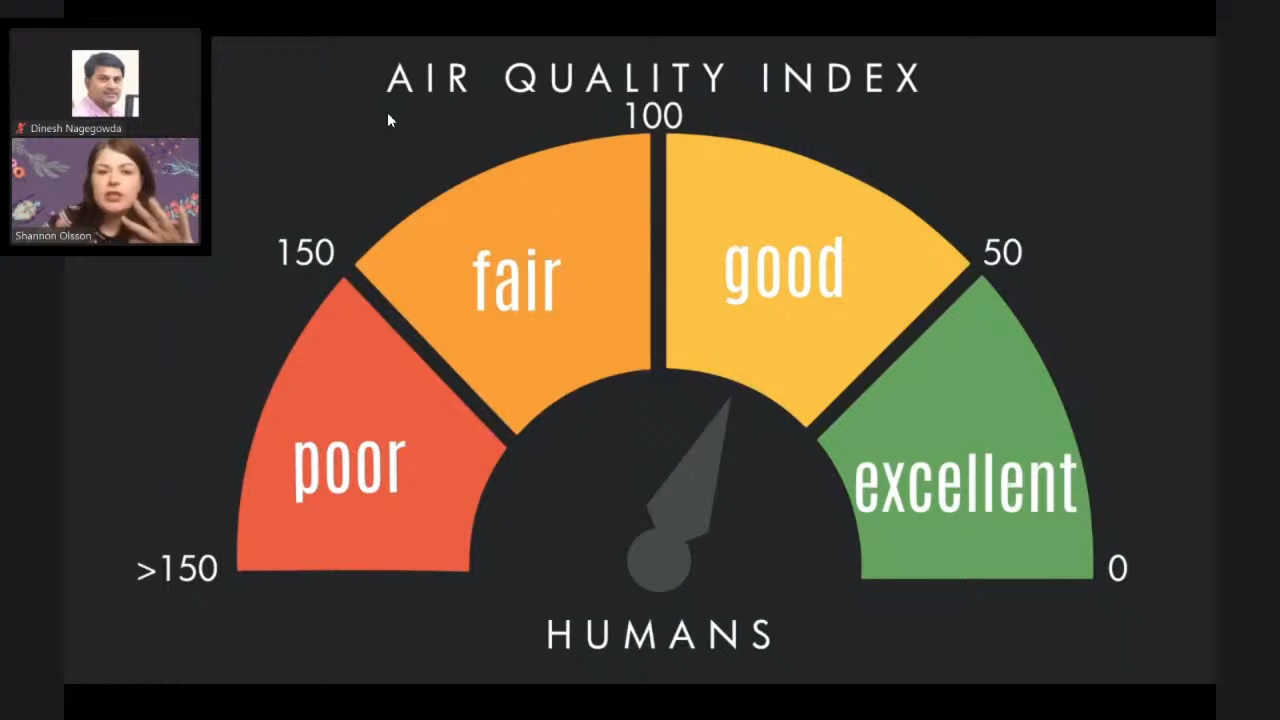 AIR QUALITY INDEX
100
Dinesh Nagegowda
Shannon Olsson
150
fair
good
50
poor
excellent
>150
0
HUMANS